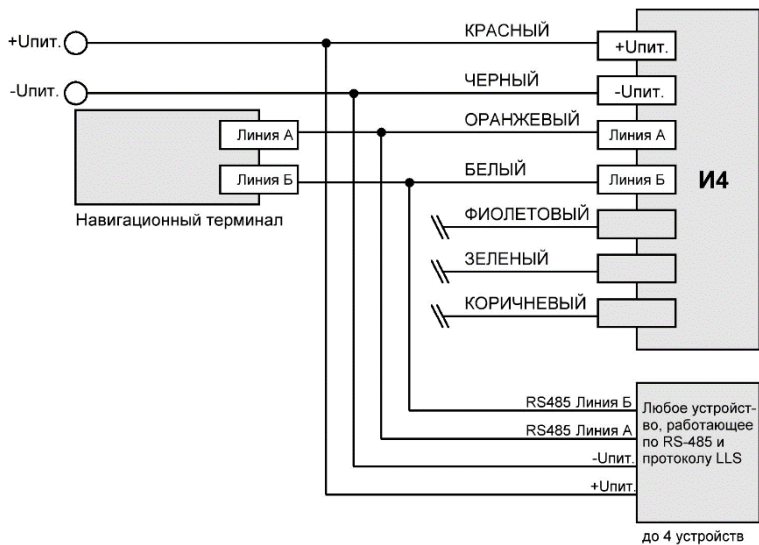 +Uпит.
КРАСНЫЙ
+Uпит.
-Uпит.
ЧЕРНЫЙ
-Uпит.
Линия А
ОРАНЖЕВЫЙ
Линия А
Линия Б
БЕЛЫЙ
Линия Б
И4
Навигационный терминал
ФИОЛЕТОВЫЙ
ЗЕЛЕНЫЙ
КОРИЧНЕВЫЙ
RS485 Линия Б
RS485 Линия А
-Uпит.
+Uпит.
Любое устройст-
во, работающее
по RS-485 и
протоколу LLS
до 4 устройств